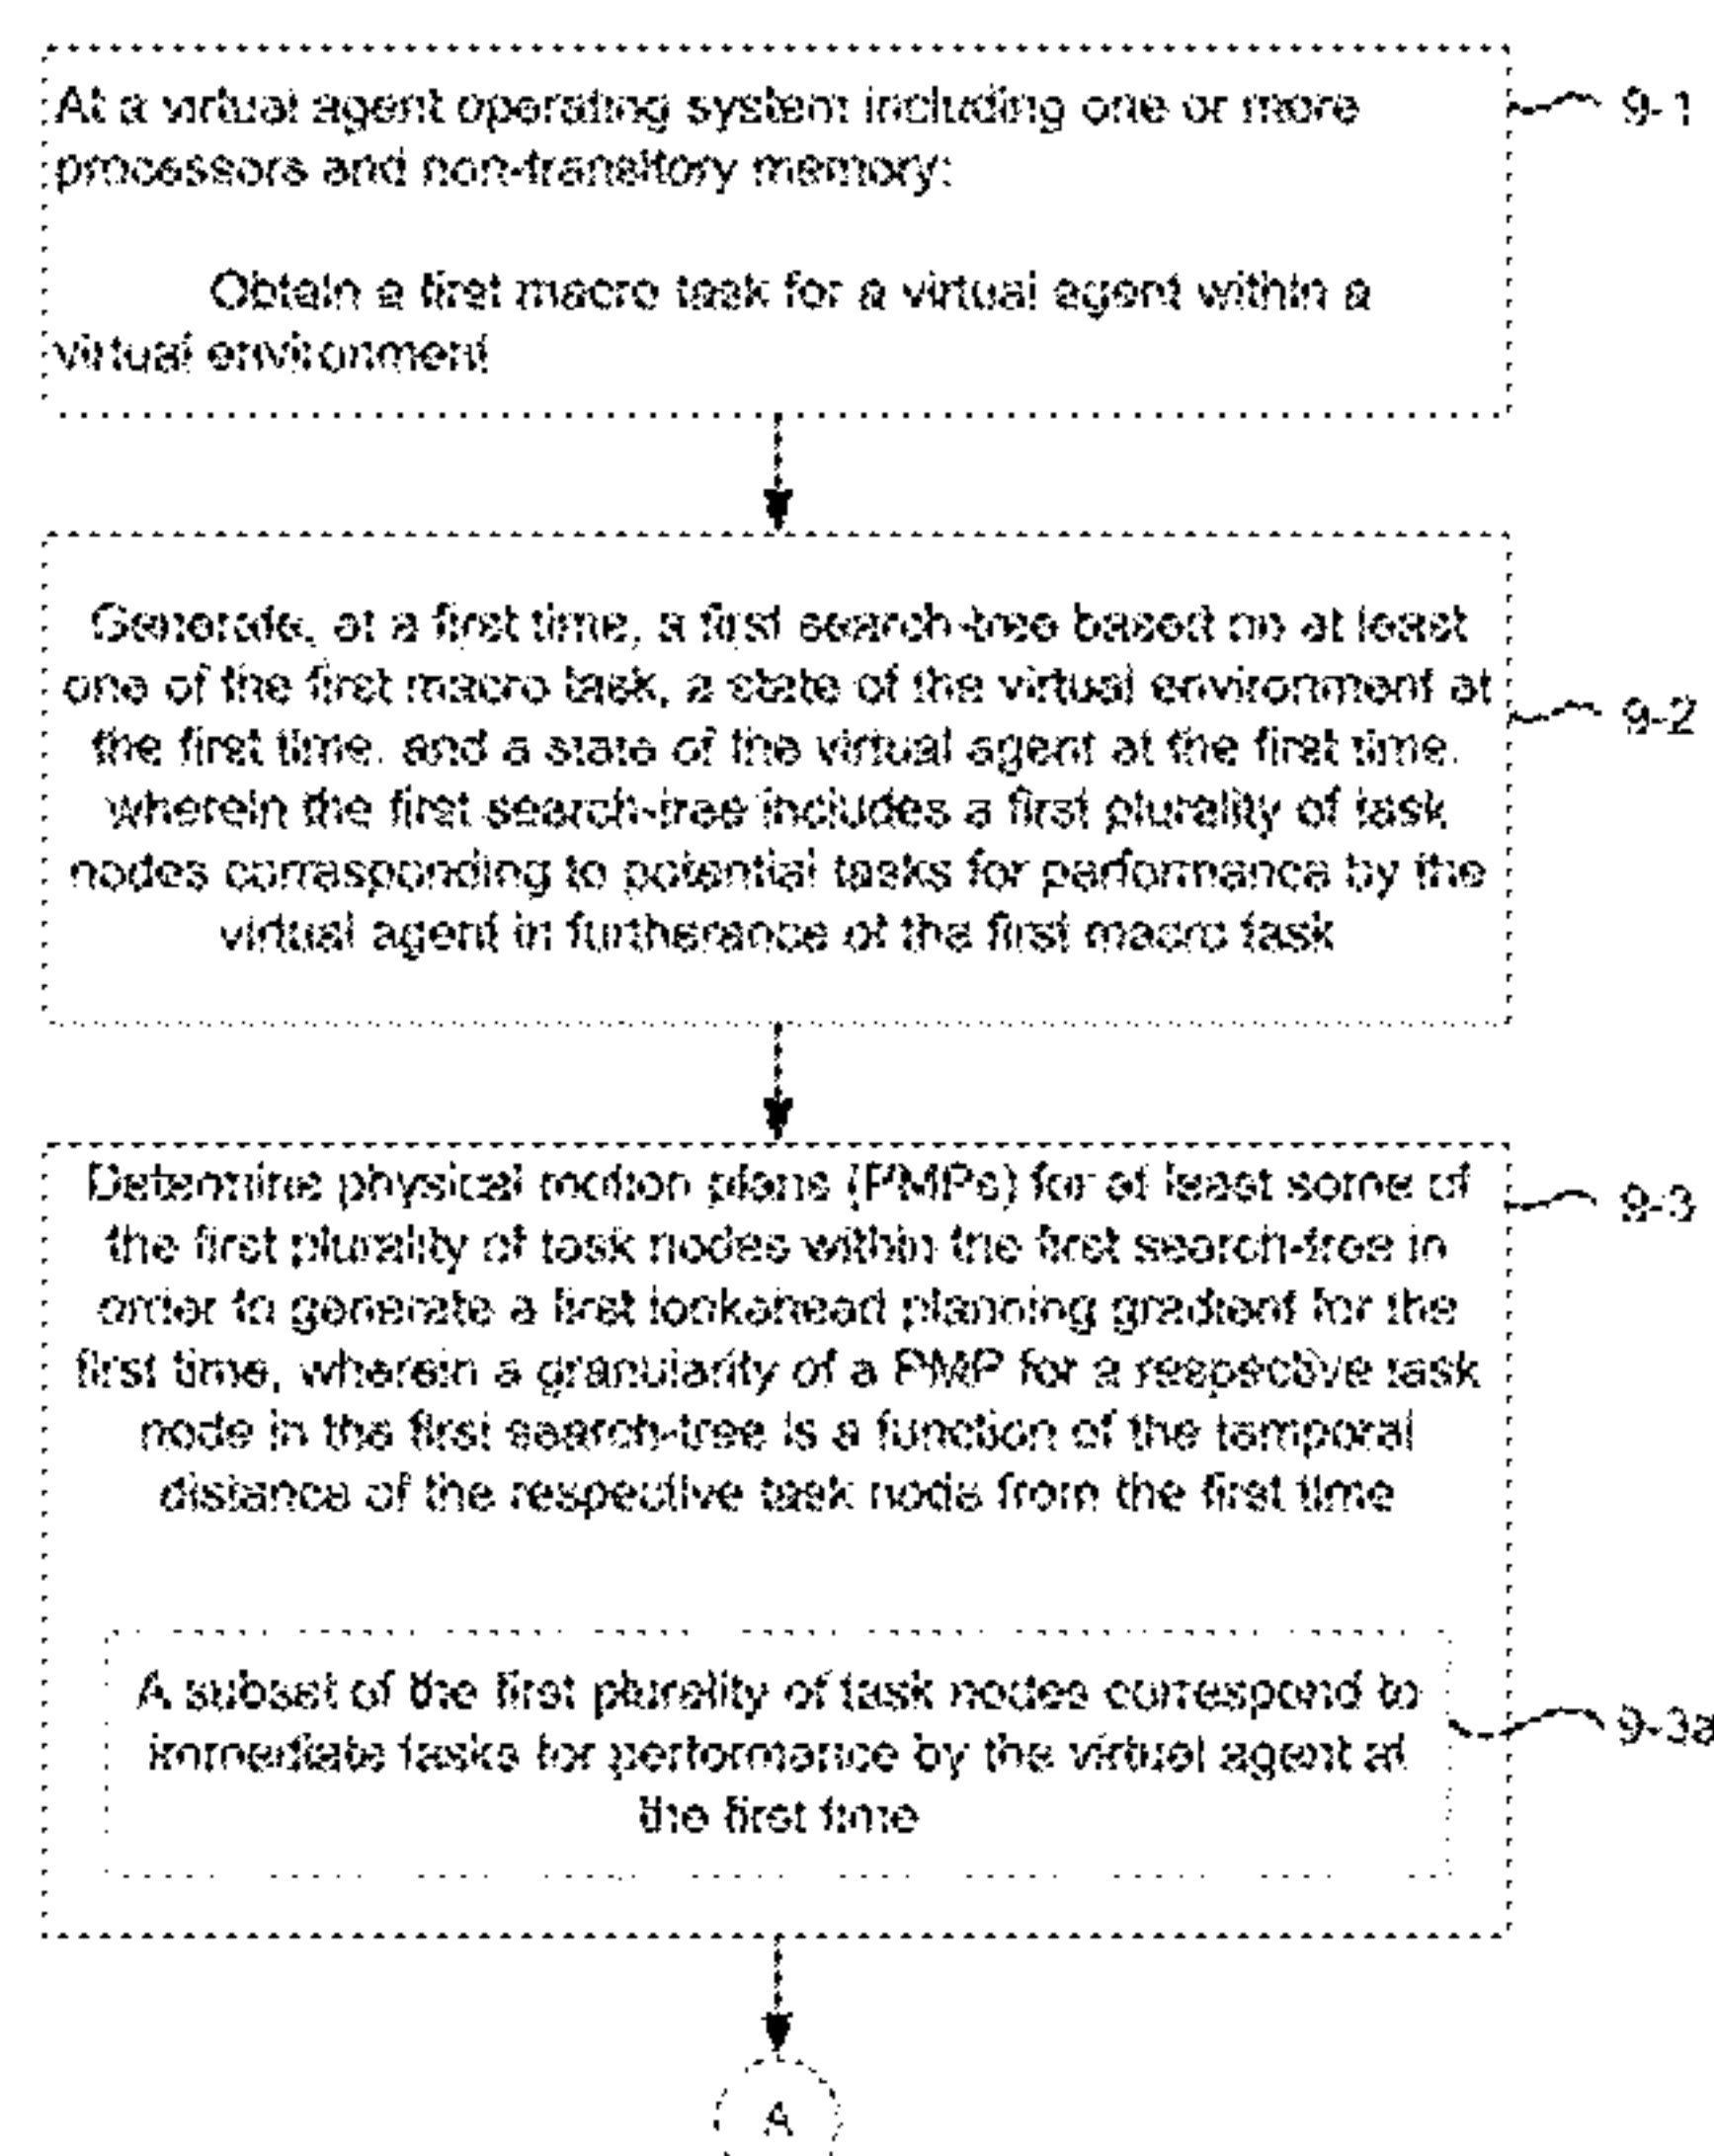 At a virtual agent operating system including one or more
9-1
processors and non-transitory memory:
Obtain a first macro task for a virtual agent within a
virtual environment
Generate, at a first time, a first search-tree based on at least
one of the first macro task, a state of the virtual environment at
9-2
the first time, and a state of the virtual agent at the first time,
wherein the first search-tree includes a first plurality of task
nodes corresponding to potential tasks for performance by the
virtual agent in furtherance of the first macro task
Determine physical motion plans (PMPs) for at least some of
9-3
the first plurality of task nodes within the first search-tree in
order to generate a first lookahead planning gradient for the
first time, wherein a granularity of a PMP for a respective task
node in the first search-tree is a function of the temporal
distance of the respective task node from the first time
A subset of the first plurality of task nodes correspond to
9-3a
immediate tasks for performance by the virtual agent at
the first time
A